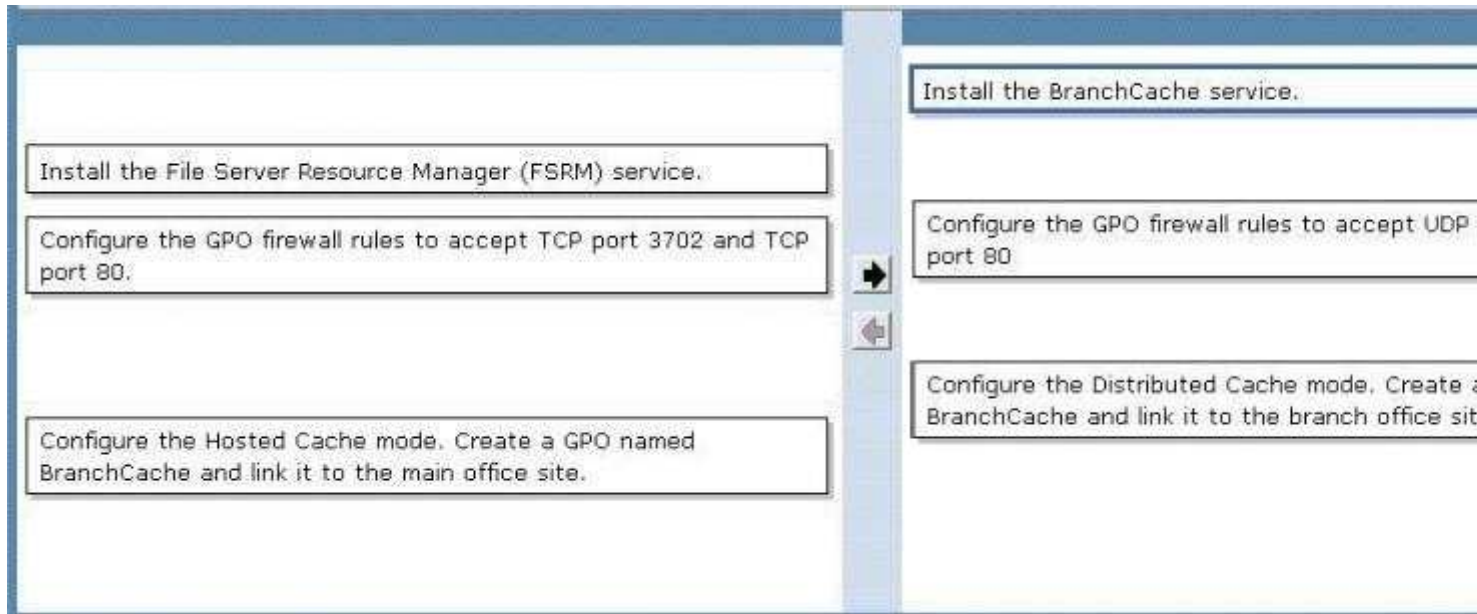 Install the File Server Resource Manager (FSRM) service.
Configure the GPO firewall rules to accept TCP port 3702 and TCP
port 80.
Configure the Hosted Cache mode. Create a GPO named
BranchCache and link it to the main office site.
Install the BranchCache service.
Configure the GPO firewall rules to accept UDP
port 80
Configure the Distributed Cache mode. Create
BranchCache and link it to the branch office